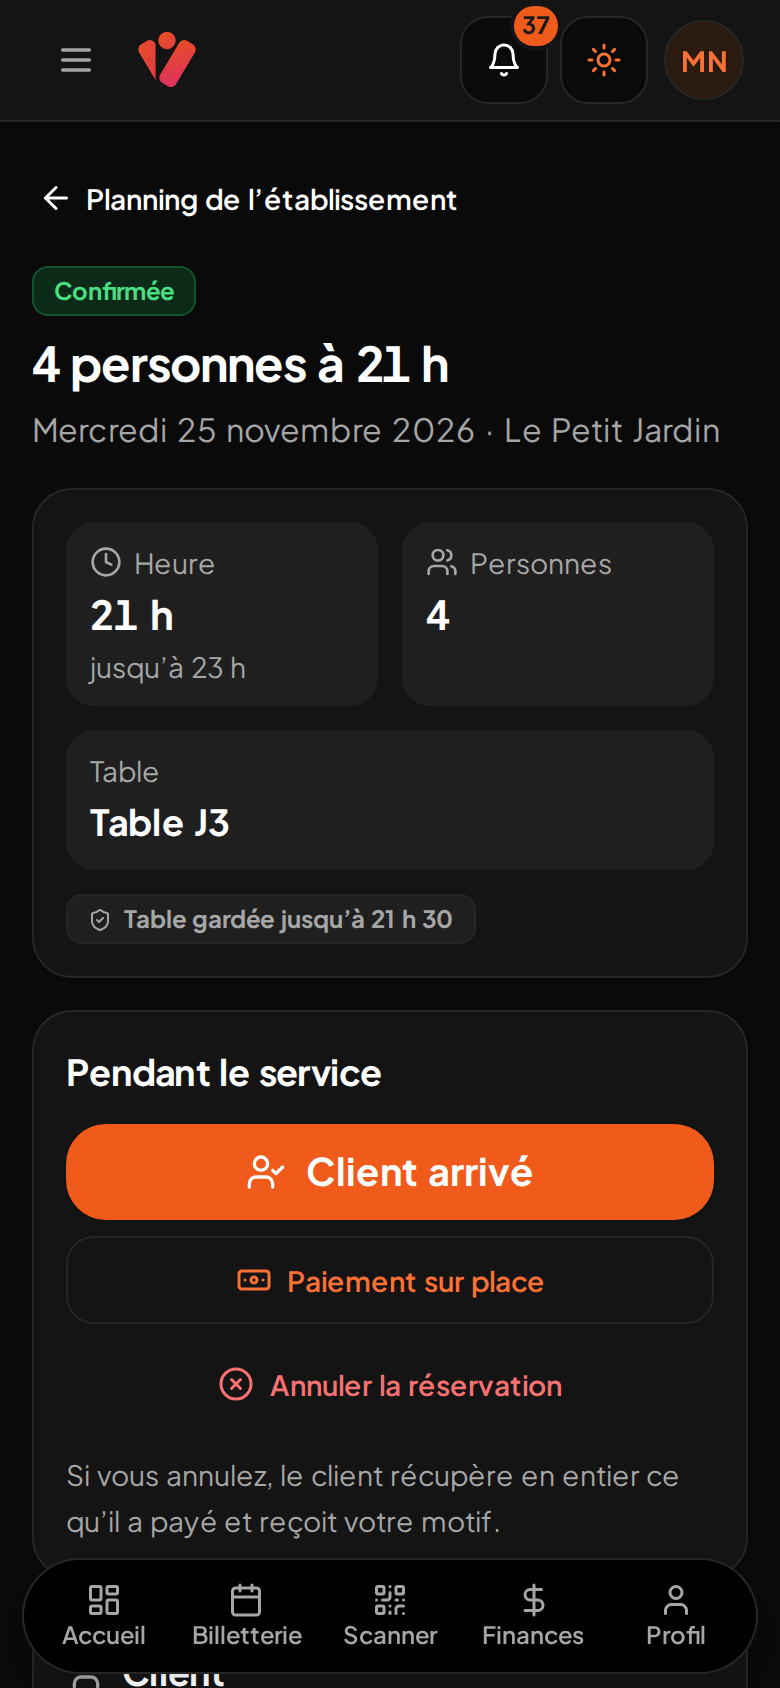 37
MN
Planning de l’établissement
Confirmée
4 personnes à 21 h
Mercredi 25 novembre 2026 · Le Petit Jardin
Heure
21 h
jusqu’à 23 h
Personnes
4
Table
Table J3
Table gardée jusqu’à 21 h 30
Pendant le service
Client arrivé
Paiement sur place
Annuler la réservation
Si vous annulez, le client récupère en entier ce
qu’il a payé et reçoit votre motif.
Accueil
Billetterie
Scanner
Finances
Profil
Client